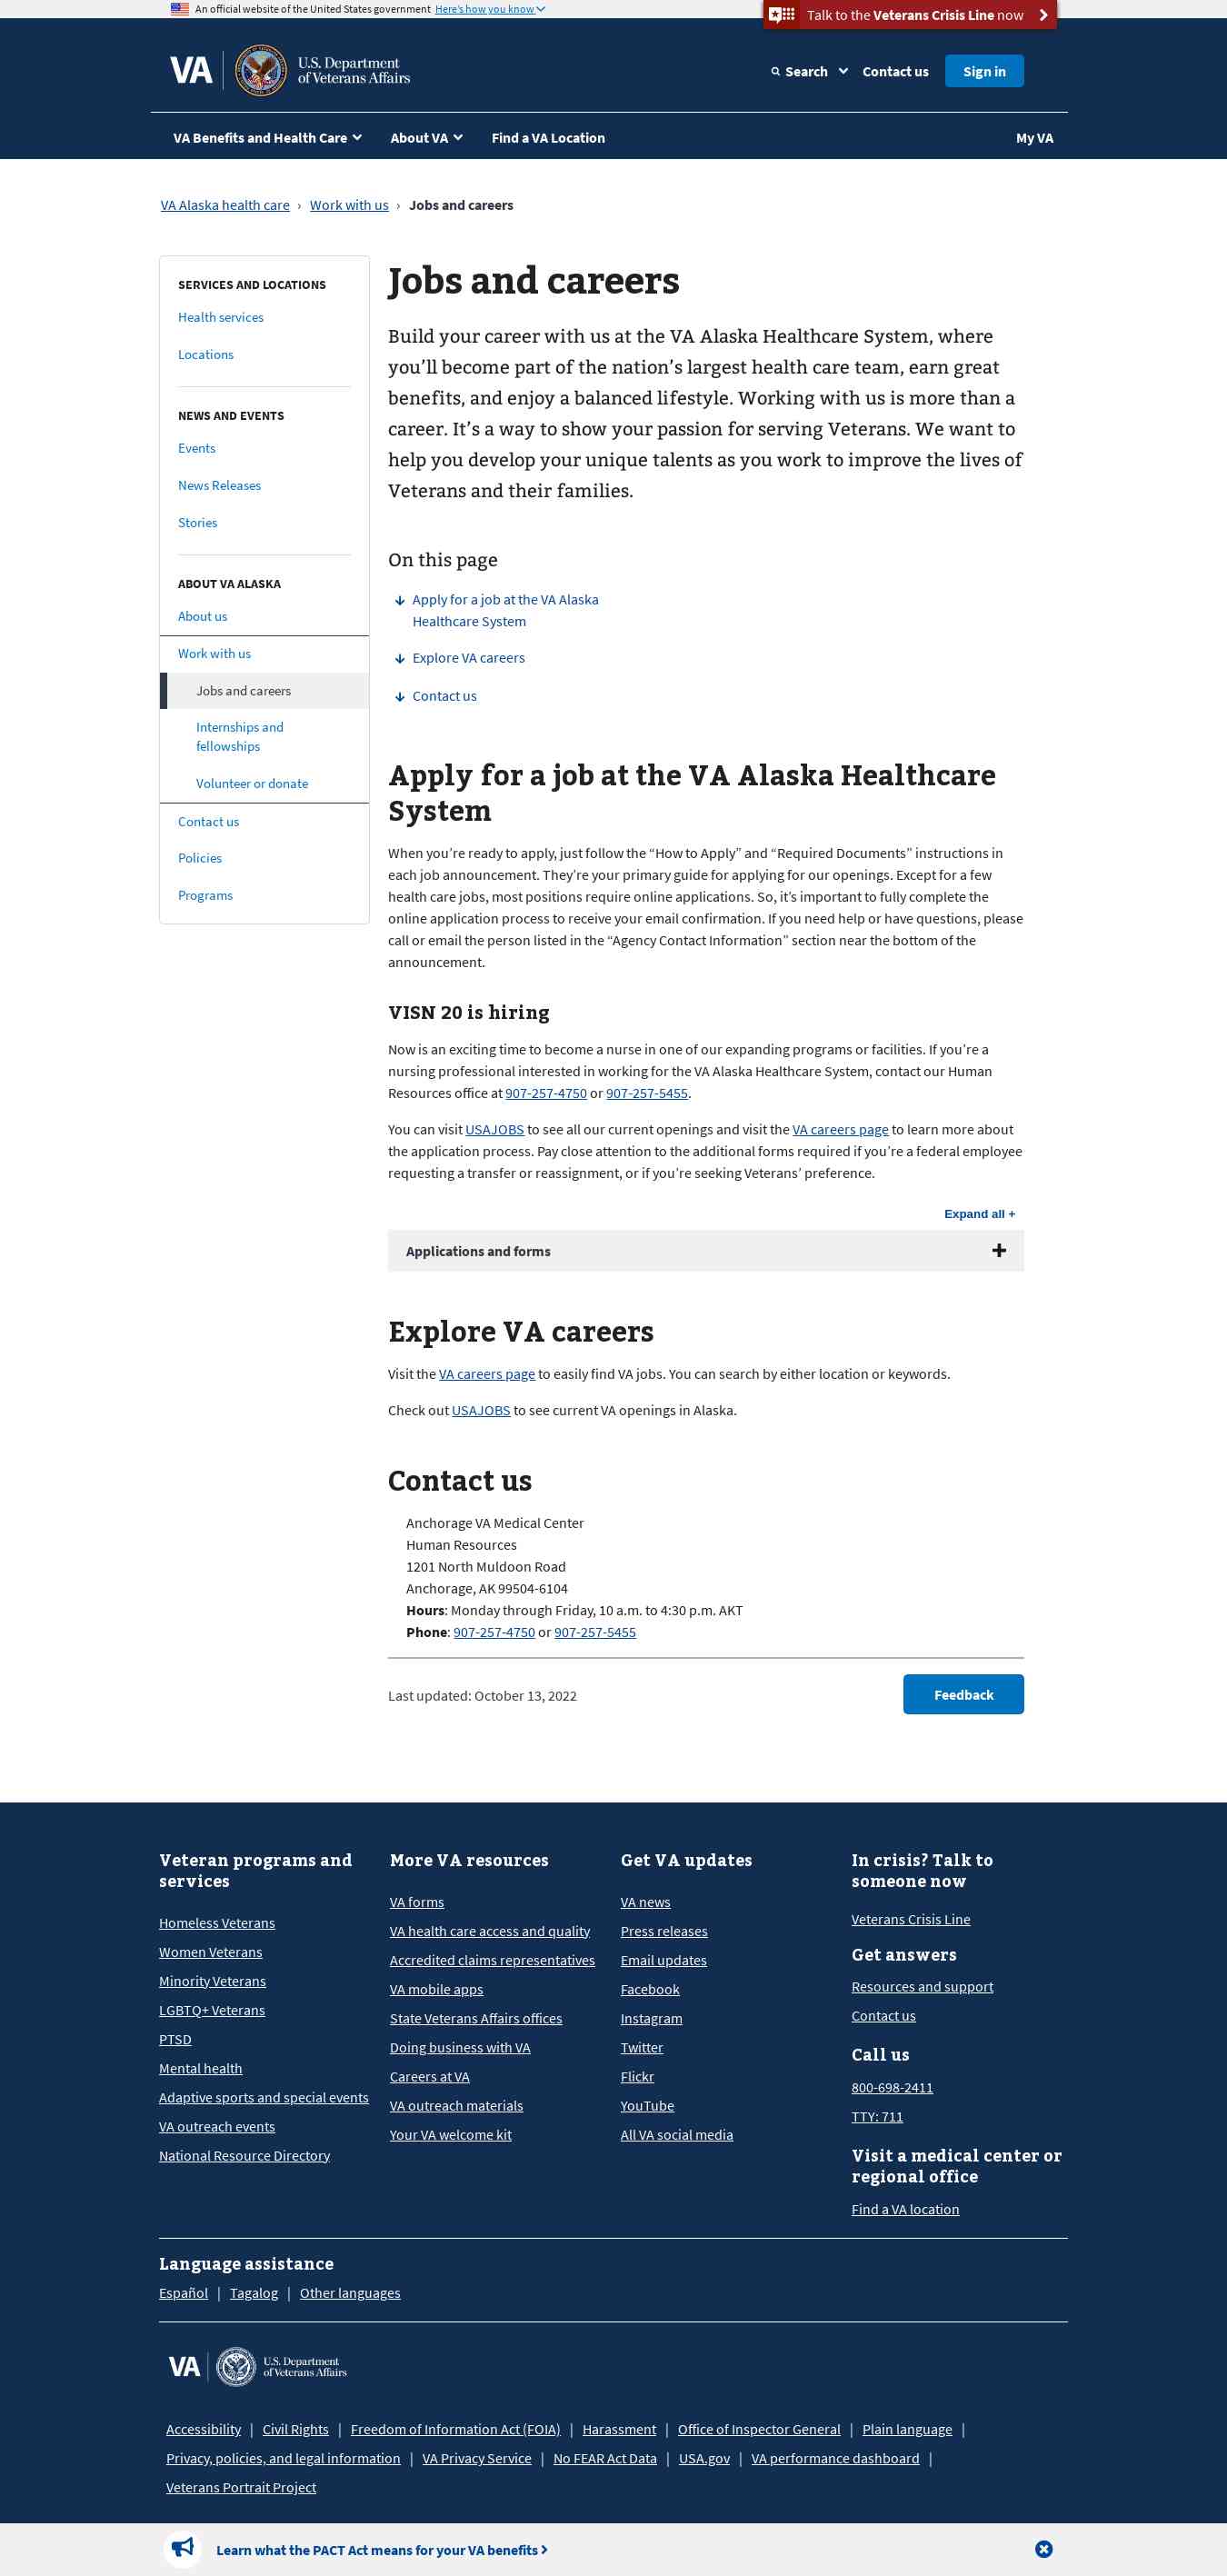 An official website of the United States government Here's how you know
Talk to the Veterans Crisis Line now
VA
U.S. Department
of Veterans Affairs
Search
Contact us
Sign in
VA Benefits and Health Care
About VA
Find a VA Location
My VA
VA Alaska health care › Work with us › Jobs and careers
SERVICES AND LOCATIONS
Health services
Locations
NEWS AND EVENTS
Events
News Releases
Stories
ABOUT VA ALASKA
About us
Work with us
Jobs and careers
Internships and
fellowships
Volunteer or donate
Contact us
Policies
Programs
Jobs and careers
Build your career with us at the VA Alaska Healthcare System, where
you’ll become part of the nation’s largest health care team, earn great
benefits, and enjoy a balanced lifestyle. Working with us is more than a
career. It’s a way to show your passion for serving Veterans. We want to
help you develop your unique talents as you work to improve the lives of
Veterans and their families.
On this page
Apply for a job at the VA Alaska
Healthcare System
Explore VA careers
Contact us
Apply for a job at the VA Alaska Healthcare
System
When you’re ready to apply, just follow the “How to Apply” and “Required Documents” instructions in
each job announcement. They’re your primary guide for applying for our openings. Except for a few
health care jobs, most positions require online applications. So, it’s important to fully complete the
online application process to receive your email confirmation. If you need help or have questions, please
call or email the person listed in the “Agency Contact Information” section near the bottom of the
announcement.
VISN 20 is hiring
Now is an exciting time to become a nurse in one of our expanding programs or facilities. If you’re a
nursing professional interested in working for the VA Alaska Healthcare System, contact our Human
Resources office at 907-257-4750 or 907-257-5455.
You can visit USAJOBS to see all our current openings and visit the VA careers page to learn more about
the application process. Pay close attention to the additional forms required if you’re a federal employee
requesting a transfer or reassignment, or if you’re seeking Veterans’ preference.
Expand all +
Applications and forms
Explore VA careers
Visit the VA careers page to easily find VA jobs. You can search by either location or keywords.
Check out USAJOBS to see current VA openings in Alaska.
Contact us
Anchorage VA Medical Center
Human Resources
1201 North Muldoon Road
Anchorage, AK 99504-6104
Hours: Monday through Friday, 10 a.m. to 4:30 p.m. AKT
Phone: 907-257-4750 or 907-257-5455
Last updated: October 13, 2022
Feedback
Veteran programs and
services
Homeless Veterans
Women Veterans
Minority Veterans
LGBTQ+ Veterans
PTSD
Mental health
Adaptive sports and special events
VA outreach events
National Resource Directory
More VA resources
VA forms
VA health care access and quality
Accredited claims representatives
VA mobile apps
State Veterans Affairs offices
Doing business with VA
Careers at VA
VA outreach materials
Your VA welcome kit
Get VA updates
VA news
Press releases
Email updates
Facebook
Instagram
Twitter
Flickr
YouTube
All VA social media
In crisis? Talk to
someone now
Veterans Crisis Line
Get answers
Resources and support
Contact us
Call us
800-698-2411
TTY: 711
Visit a medical center or
regional office
Find a VA location
Language assistance
Español | Tagalog | Other languages
VA
U.S. Department
of Veterans Affairs
Accessibility | Civil Rights | Freedom of Information Act (FOIA) | Harassment | Office of Inspector General | Plain language |
Privacy, policies, and legal information | VA Privacy Service | No FEAR Act Data | USA.gov | VA performance dashboard |
Veterans Portrait Project
Learn what the PACT Act means for your VA benefits